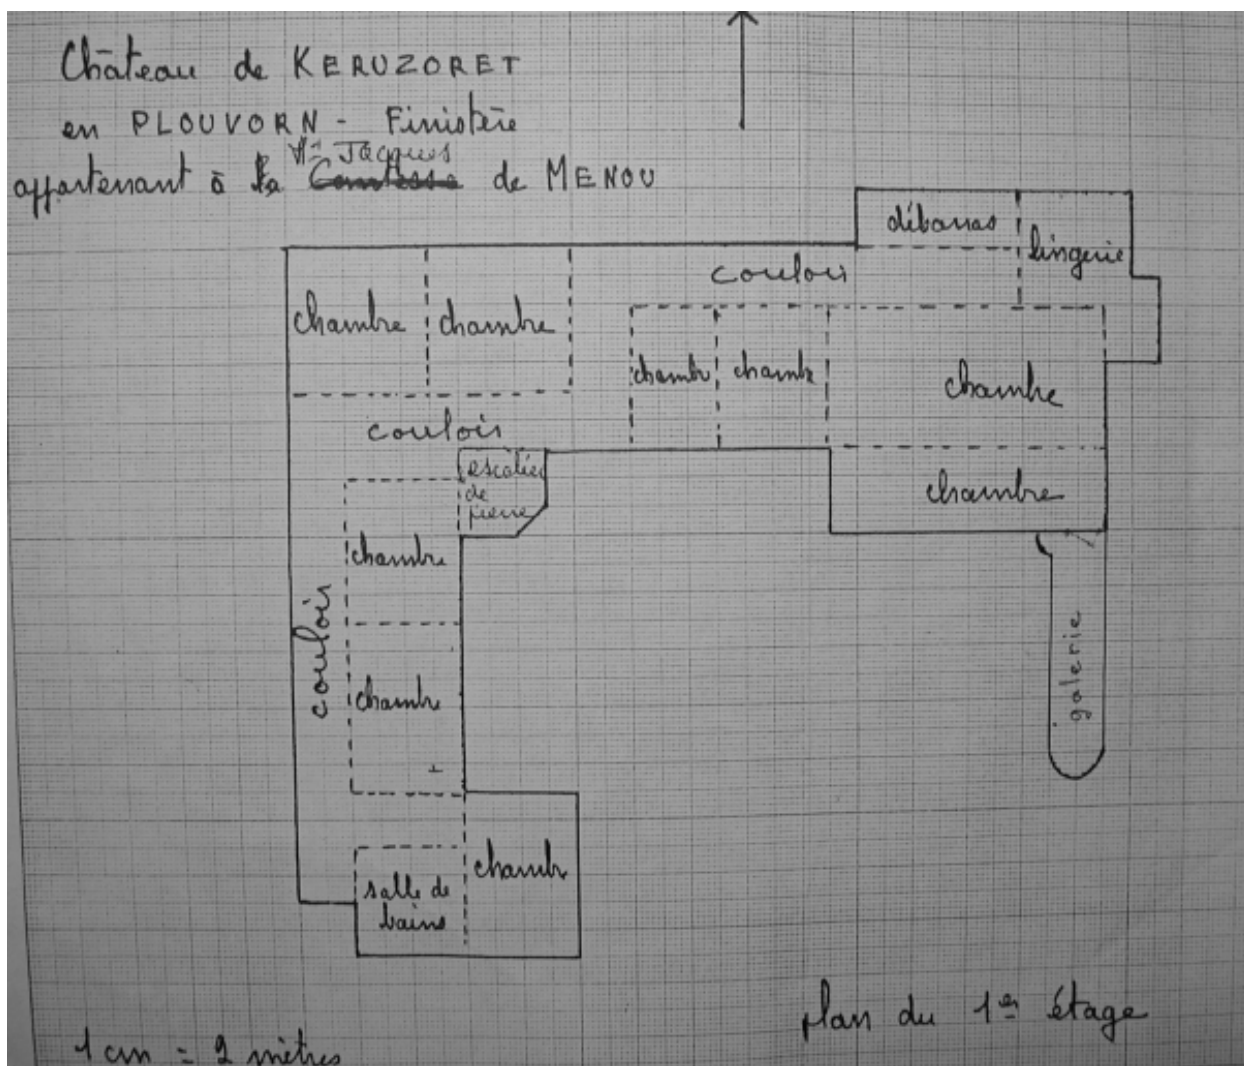 Château de KERUZORET
en PLOUVORN - Finistère
Vte Jacques
appartenant à la Comtesse de MENOU
débarras
lingerie
couloir
chambre
chambre
chambr
chambre
chambre
couloir
chambre
escalier
de
pierre
chambre
couloir
galerie
chambre
chambr
salle de
bains
plan du 1er étage
1 cm = 2 mètres